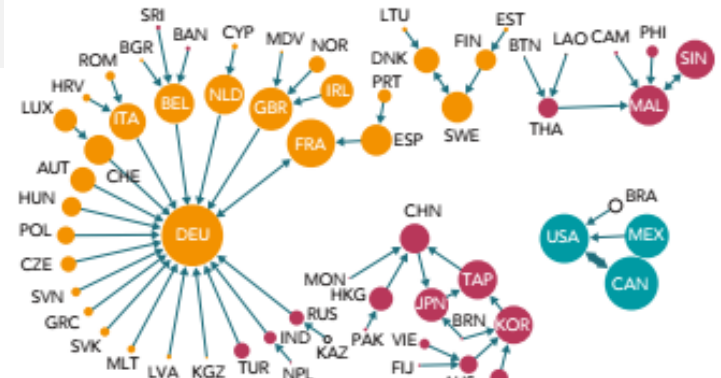 SRI
BGR
BAN
CYP
MDV
NOR
ROM
HRV
LUX
ITA
BEL
NLD
GBR
IRL
PRT
FRA
ESP
CHE
AUT
HUN
POL
CZE
SVN
GRC
SVK
MLT
LVA
KGZ
TUR
NPL
IND
KAZ
RUS
DEU
LTU
EST
DNK
FIN
SWE
BTN
LAO
CAM
PHI
SIN
THA
MAL
CHN
MON
HKG
PAK
JPN
TAP
BRN
KOR
VIE
FIJ
BRA
USA
MEX
CAN